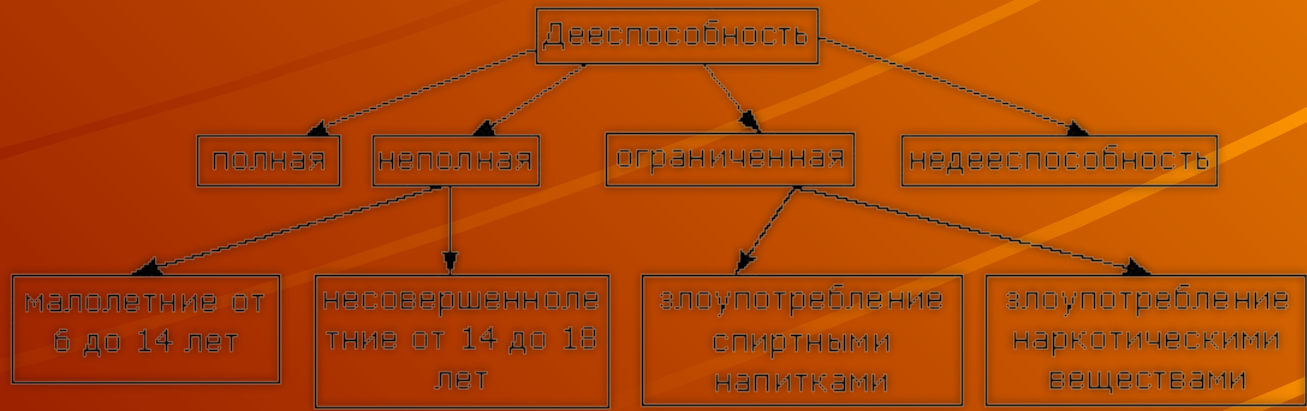 Дееспособность
полная
неполная
ограниченная
недееспособность
малолетние от
6 до 14 лет
несовершенноле
тние от 14 до 18
лет
злоупотребление
спиртными
напитками
злоупотребление
наркотическими
веществами